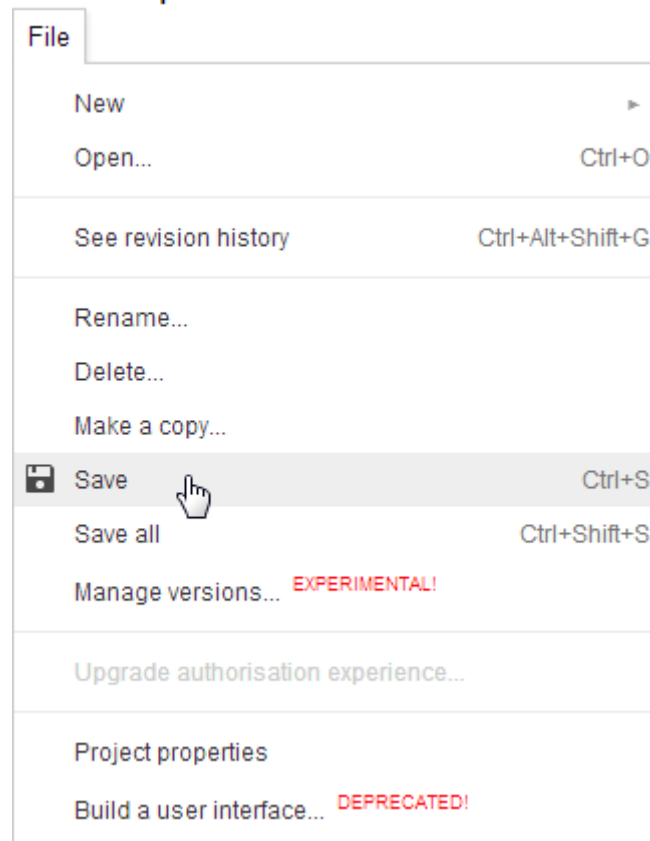 File
New
Open... Ctrl+O
See revision history Ctrl+Alt+Shift+G
Rename...
Delete...
Make a copy...
Save Ctrl+S
Save all Ctrl+Shift+S
Manage versions... EXPERIMENTAL!
Upgrade authorisation experience...
Project properties
Build a user interface... DEPRECATED!